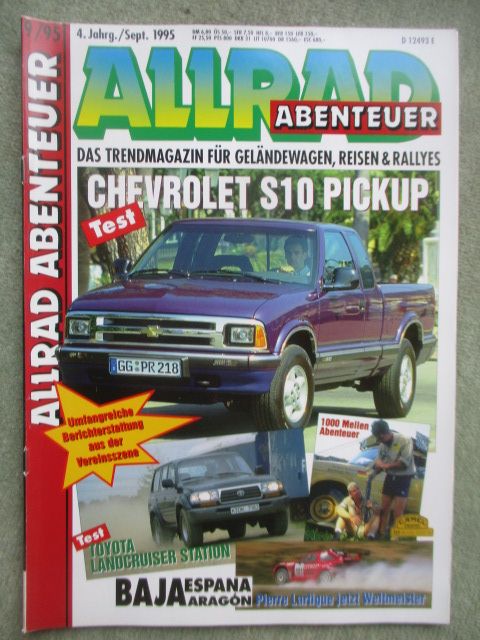 9/95
ALLRAD ABENTEUER
4. Jahrg./Sept. 1995
D 12493 E
ALLRAD
ABENTEUER
DAS TRENDMAGAZIN FÜR GELÄNDEWAGEN, REISEN & RALLYES
CHEVROLET S10 PICKUP
Test
GG-PR 218
Umfangreiche
Berichterstattung
aus der
Vereinsszene
1000 Meilen
Abenteuer
CAMEL
Test
TOYOTA
LANDCRUISER STATION
BAJA ESPANA
ARAGÓN
Pierre Lartigue jetzt Weltmeister